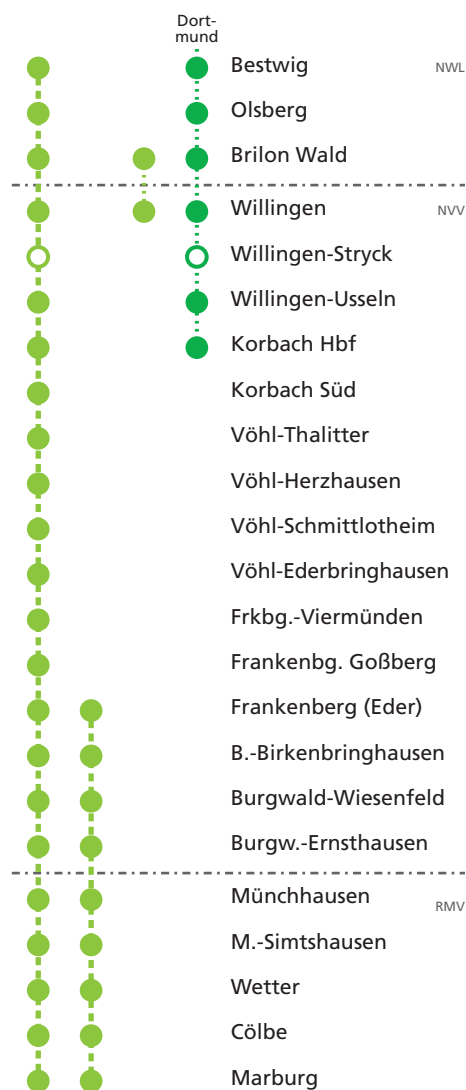 Dort-
mund
Bestwig NWL
Olsberg
Brilon Wald
Willingen NVV
Willingen-Stryck
Willingen-Usseln
Korbach Hbf
Korbach Süd
Vöhl-Thalitter
Vöhl-Herzhausen
Vöhl-Schmittlotheim
Vöhl-Ederbringhausen
Frkbg.-Viermünden
Frankenbg. Goßberg
Frankenberg (Eder)
B.-Birkenbringhausen
Burgwald-Wiesenfeld
Burgw.-Ernsthausen
Münchhausen RMV
M.-Simtshausen
Wetter
Cölbe
Marburg